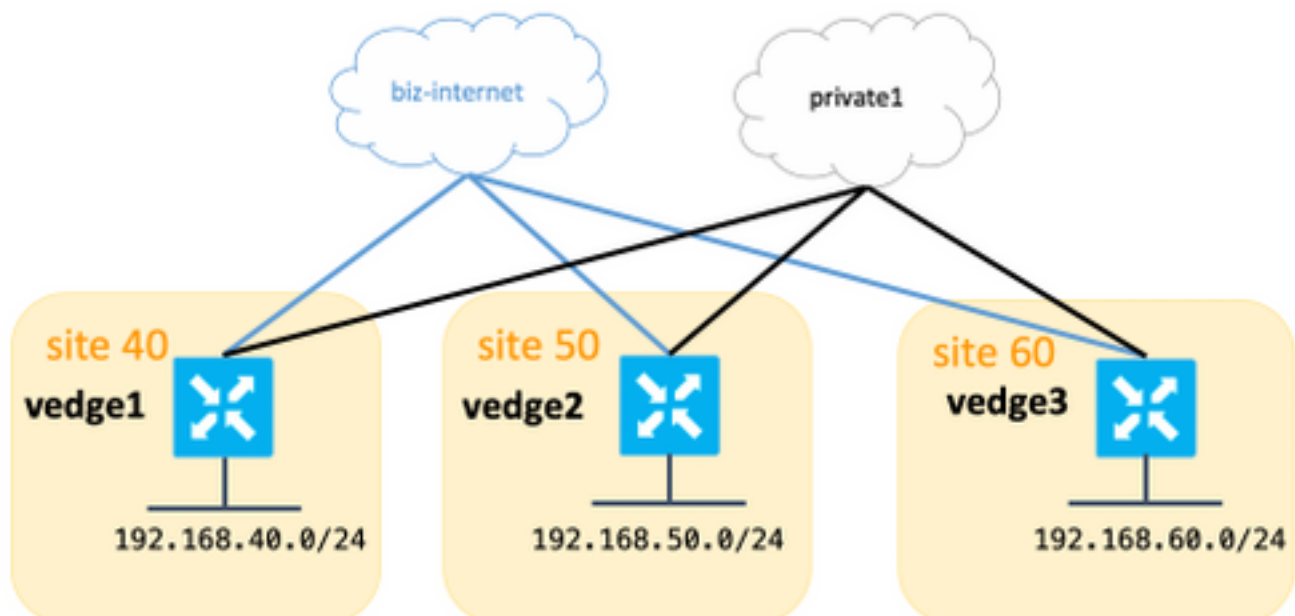 biz-internet
private1
site 40
vedge1
192.168.40.0/24
site 50
vedge2
192.168.50.0/24
site 60
vedge3
192.168.60.0/24